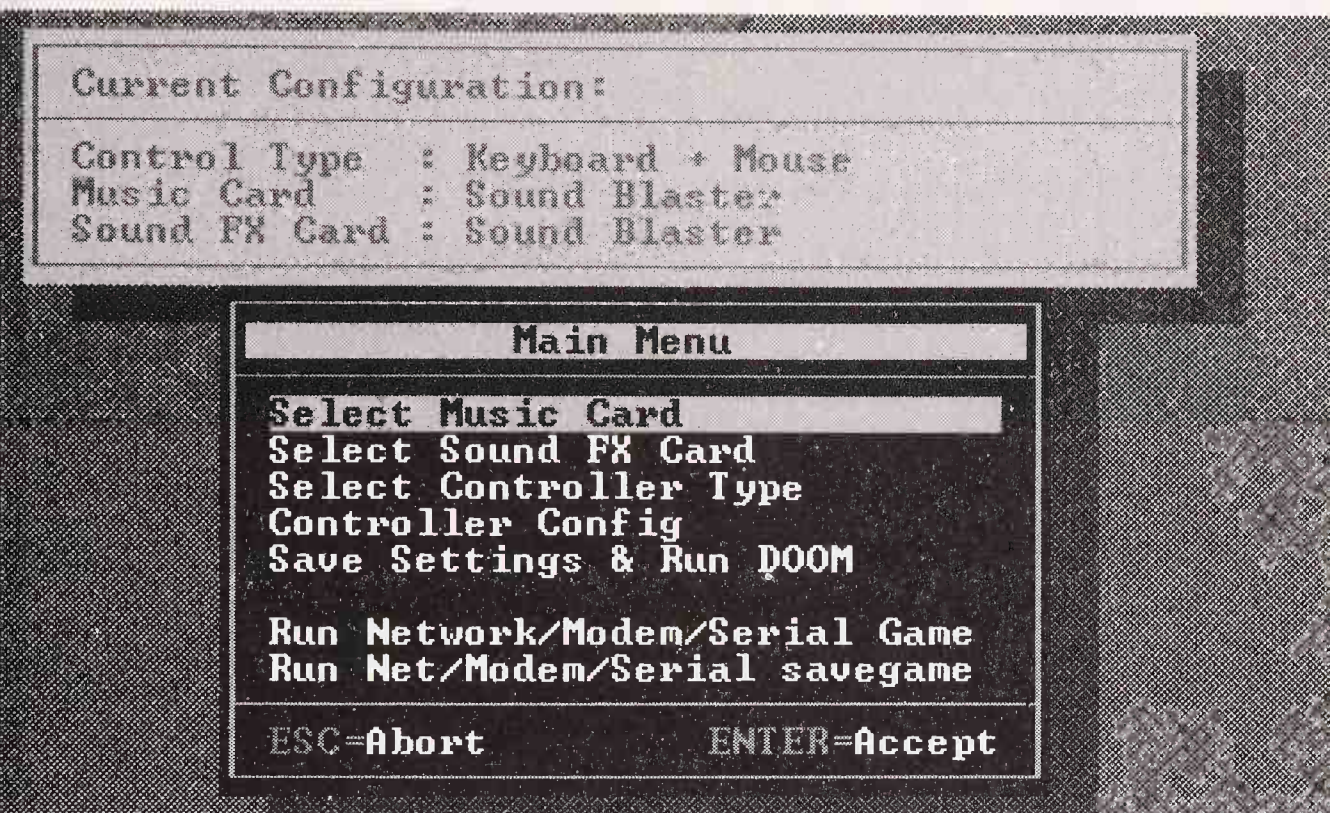 Current Configuration:
Control Type : Keyboard + Mouse
Music Card : Sound Blaster
Sound FX Card : Sound Blaster
Main Menu
Select Music Card
Select Sound FX Card
Select Controller Type
Controller Config
Save Settings & Run DOOM
Run Network/Modem/Serial Game
Run Net/Modem/Serial savegame
ESC=Abort ENTER=Accept